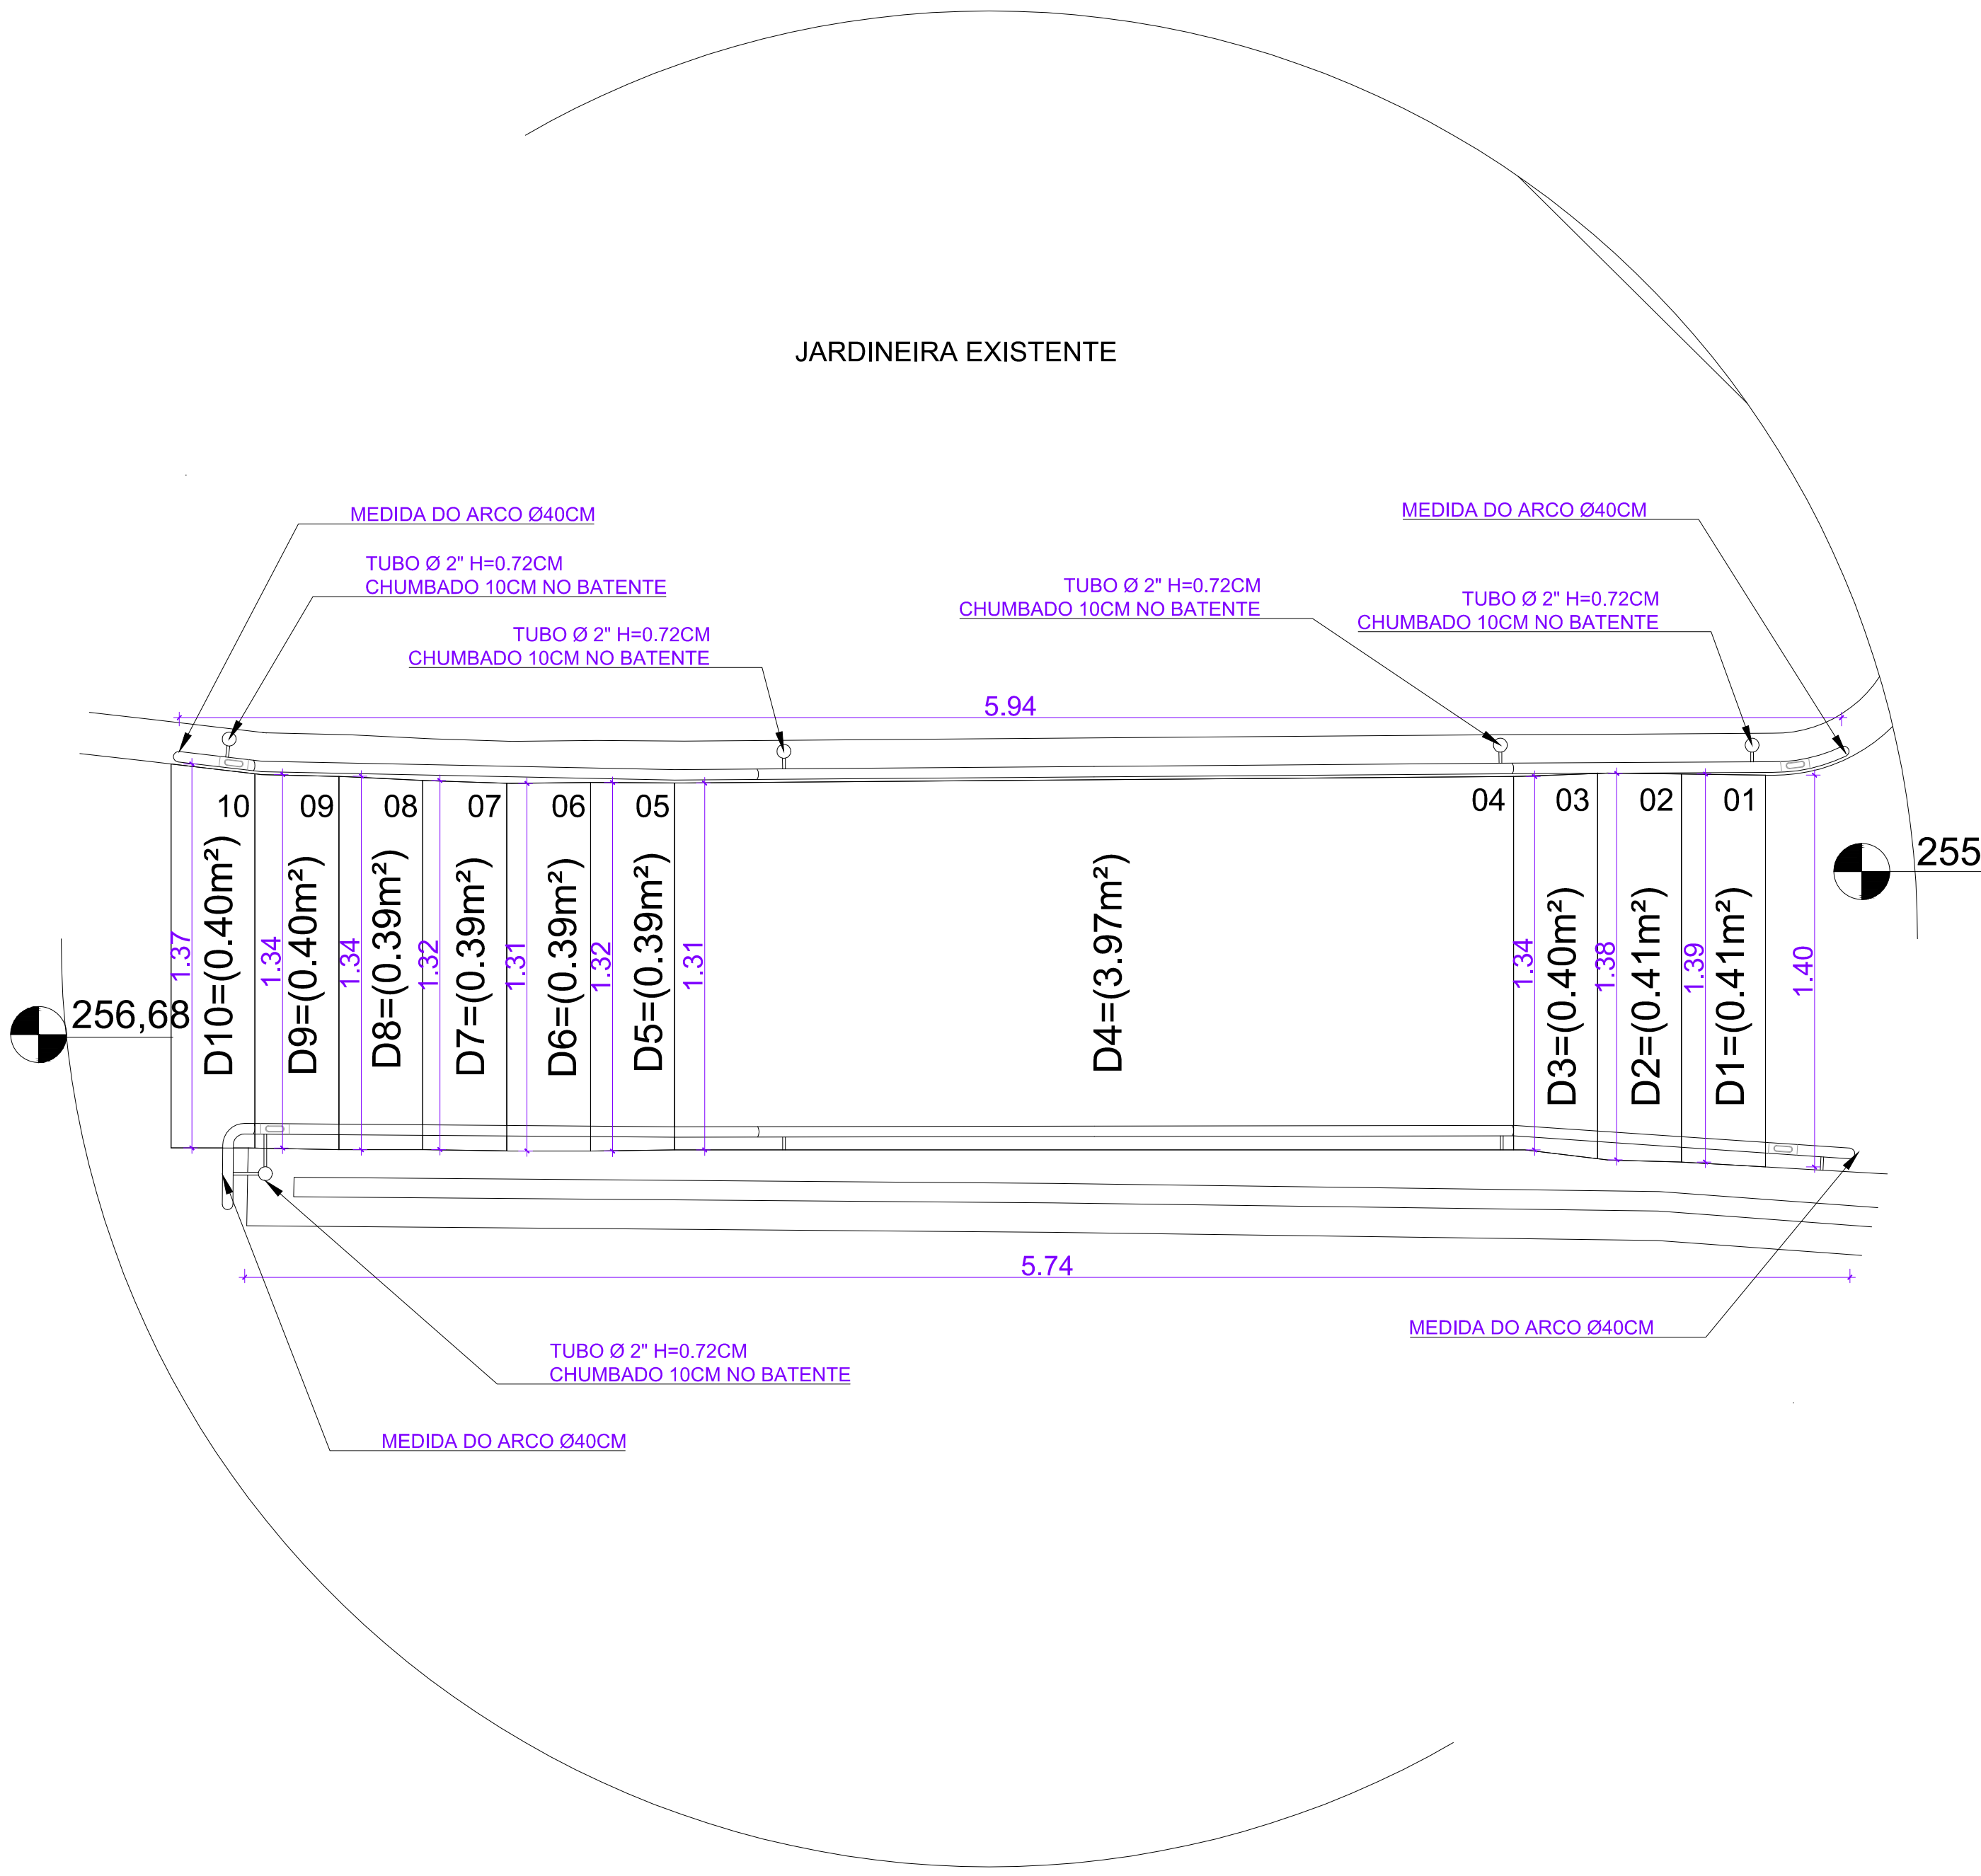 JARDINEIRA EXISTENTE
MEDIDA DO ARCO Ø40CM
MEDIDA DO ARCO Ø40CM
TUBO Ø 2" H=0.72CM
CHUMBADO 10CM NO BATENTE
TUBO Ø 2" H=0.72CM
CHUMBADO 10CM NO BATENTE
TUBO Ø 2" H=0.72CM
CHUMBADO 10CM NO BATENTE
TUBO Ø 2" H=0.72CM
CHUMBADO 10CM NO BATENTE
5.94
10
09
08
07
06
05
04
03
02
01
255
256,68
1.37
D10=(0.40m²)
1.34
D9=(0.40m²)
1.34
D8=(0.39m²)
1.32
D7=(0.39m²)
1.31
D6=(0.39m²)
1.32
D5=(0.39m²)
1.31
D4=(3.97m²)
1.34
D3=(0.40m²)
1.38
D2=(0.41m²)
1.39
D1=(0.41m²)
1.40
5.74
MEDIDA DO ARCO Ø40CM
TUBO Ø 2" H=0.72CM
CHUMBADO 10CM NO BATENTE
MEDIDA DO ARCO Ø40CM